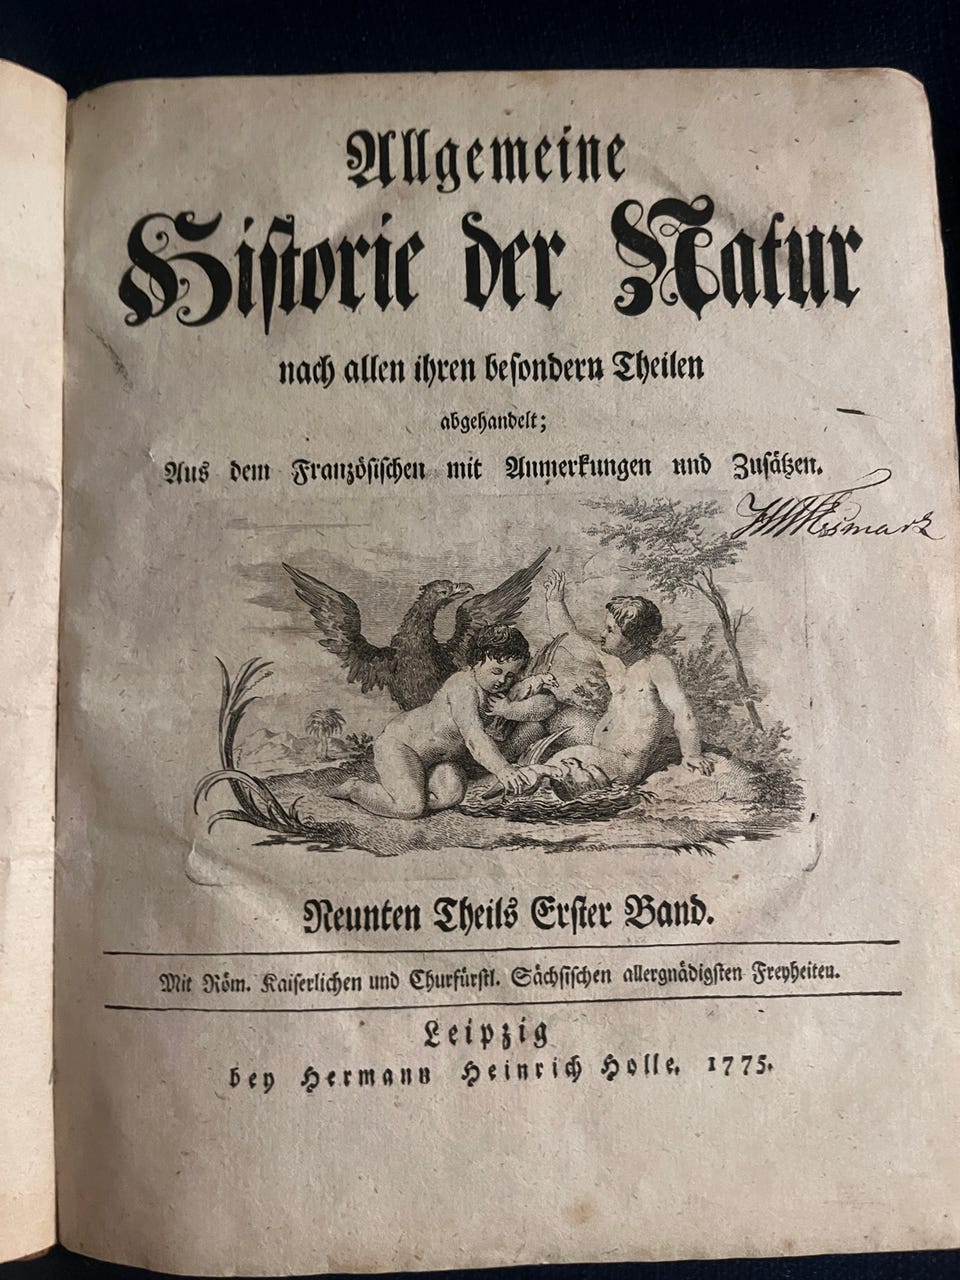 Allgemeine
Historie der Natur
nach allen ihren besondern Theilen
abgehandelt;
Aus dem Französischen mit Anmerkungen und Zusätzen.
Neunten Theils Erster Band.
Mit Röm. Kaiserlichen und Churfürstl. Sächsischen allergnädigsten Freyheiten.
Leipzig
bey Hermann Heinrich Holle. 1775.